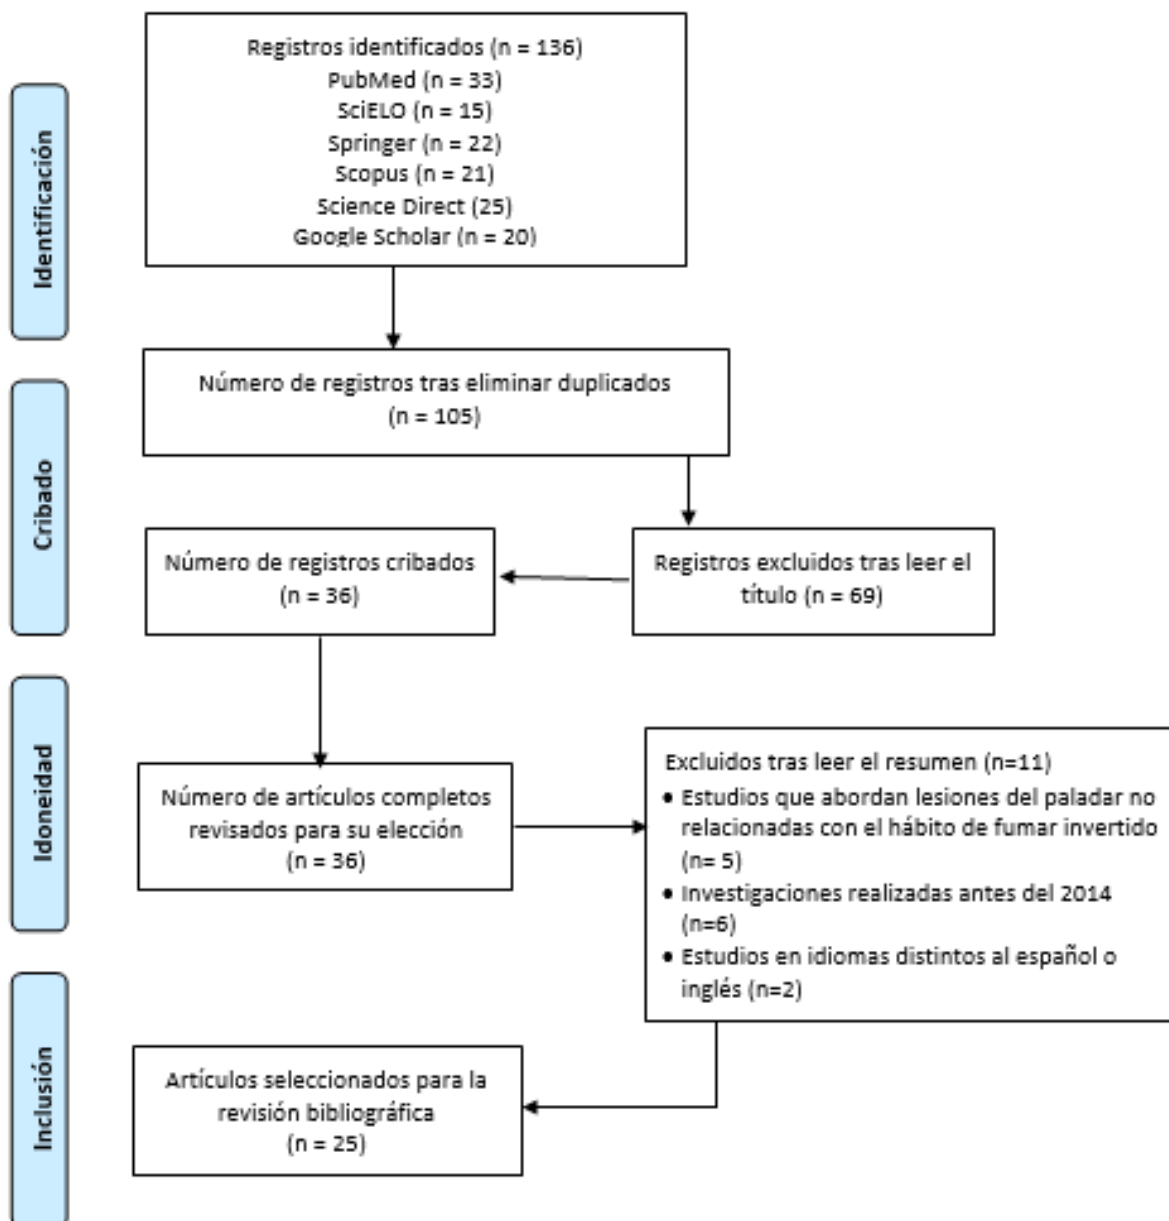 Identificación
Registros identificados (n = 136)
PubMed (n = 33)
SciELO (n = 15)
Springer (n = 22)
Scopus (n = 21)
Science Direct (25)
Google Scholar (n = 20)
Cribado
Número de registros tras eliminar duplicados
(n = 105)
Número de registros cribados
(n = 36)
Registros excluidos tras leer el
título (n = 69)
Idoneidad
Número de artículos completos
revisados para su elección
(n = 36)
Excluidos tras leer el resumen (n=11)
• Estudios que abordan lesiones del paladar no
relacionadas con el hábito de fumar invertido
(n= 5)
• Investigaciones realizadas antes del 2014
(n=6)
• Estudios en idiomas distintos al español o
inglés (n=2)
Inclusión
Artículos seleccionados para la
revisión bibliográfica
(n = 25)